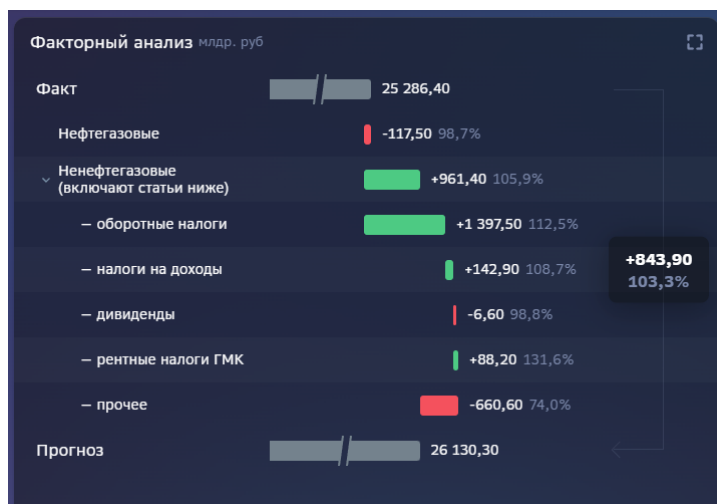 Факторный анализ млдр. руб
Факт 25 286,40
Нефтегазовые -117,50 98,7%
Ненефтегазовые
(включают статьи ниже) +961,40 105,9%
— оборотные налоги +1 397,50 112,5%
+843,90
103,3%
— налоги на доходы +142,90 108,7%
— дивиденды -6,60 98,8%
— рентные налоги ГМК +88,20 131,6%
— прочее -660,60 74,0%
Прогноз 26 130,30